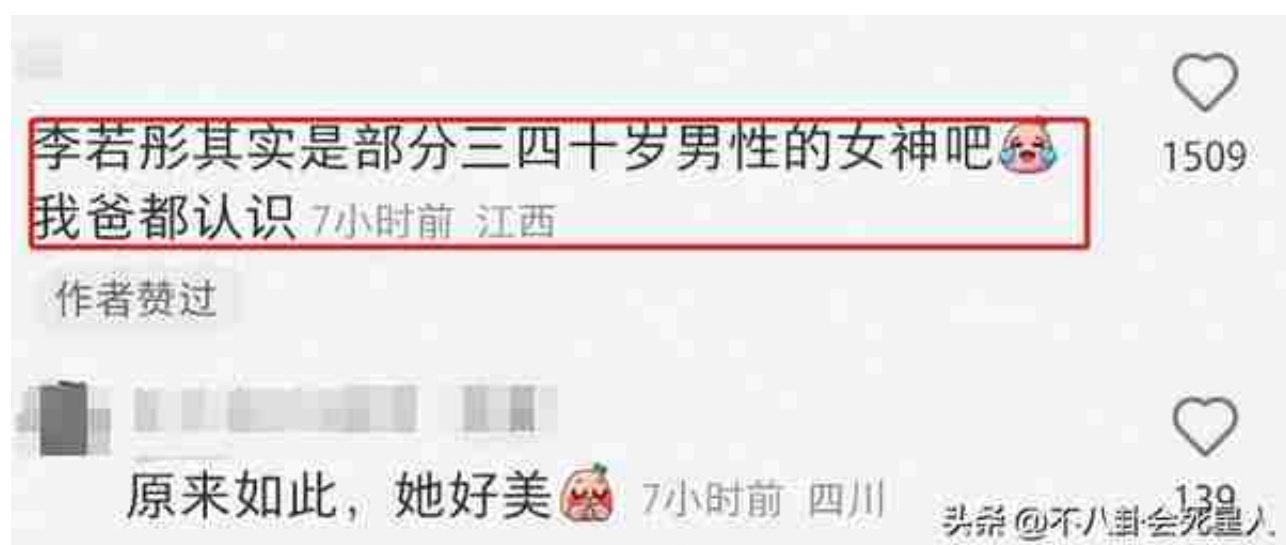 李若彤其实是部分三四十岁男性的女神吧
1509
我爸都认识 7小时前 江西
作者赞过
原来如此，她好美 7小时前 四川
139
头条 @不八卦会死星人